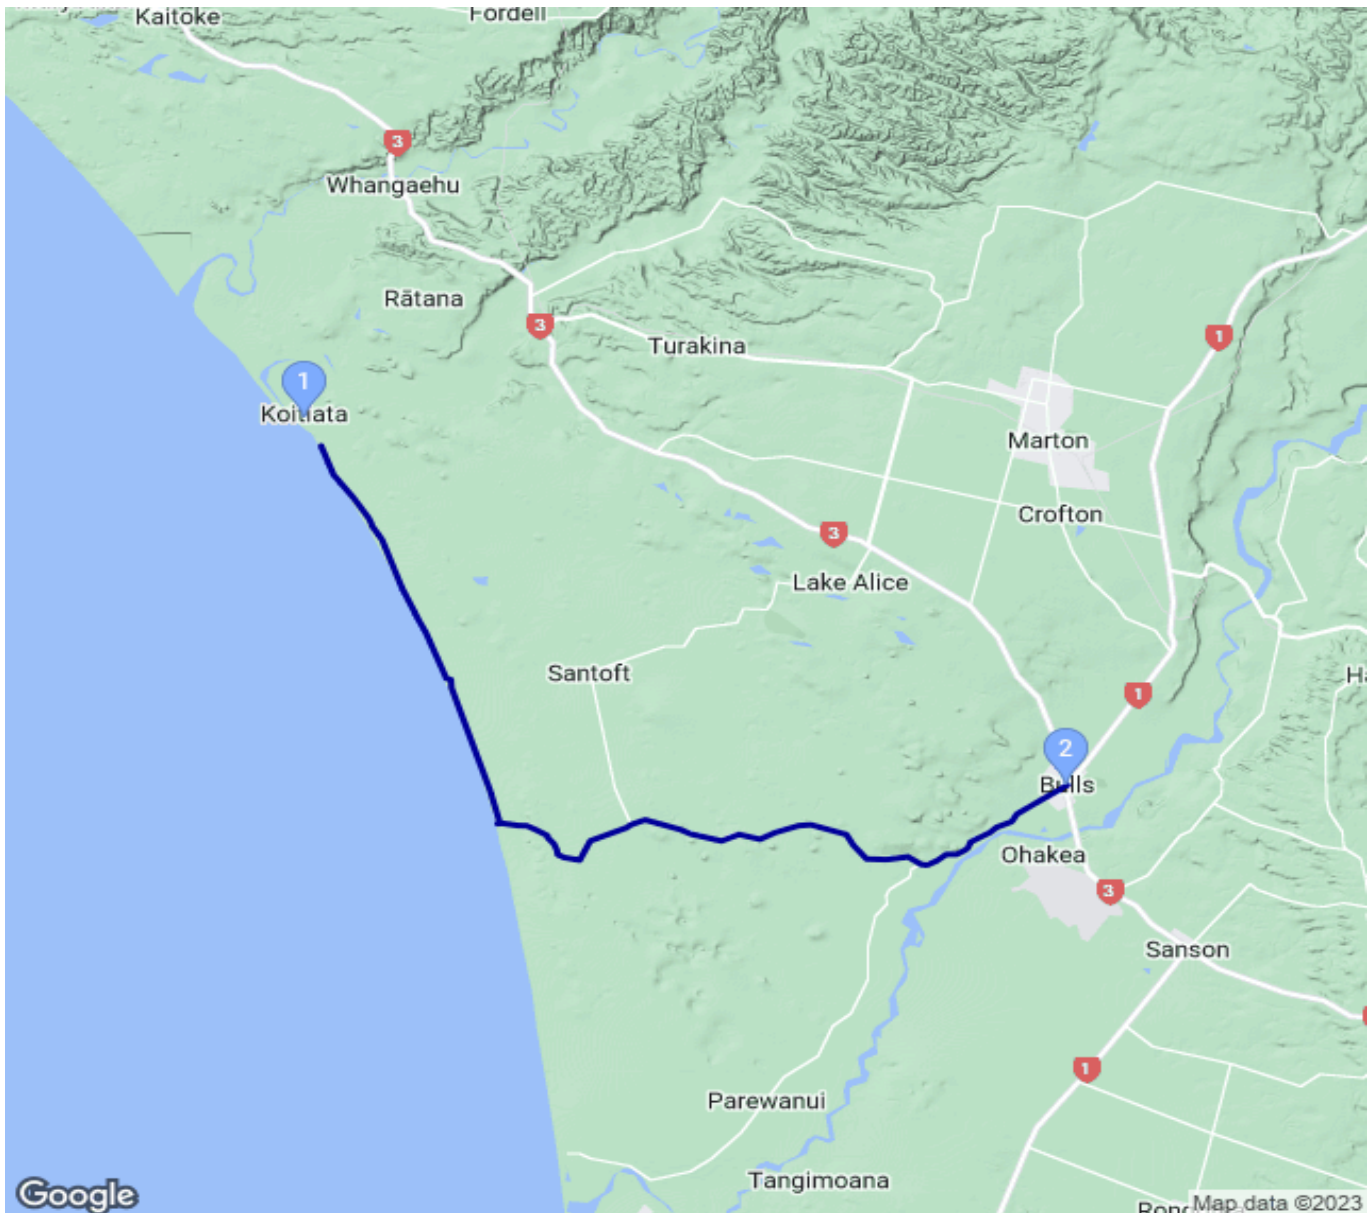 Kaitoke
Fordell
3
Whangaehu
Rātana
3
1
Turakina
1
Koitiata
Marton
Crofton
3
Lake Alice
Santoft
1
2
Bulls
Ohakea
3
Sanson
1
Parewanui
Tangimoana
Google
Map data ©2023